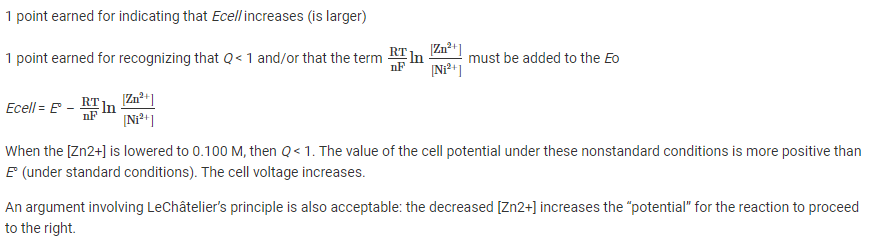 1 point earned for indicating that Ecell increases (is larger)
1 point earned for recognizing that Q < 1 and/or that the term RT/nF ln [Zn²⁺]/[Ni²⁺] must be added to the Eo
Ecell = E° − RT/nF ln [Zn²⁺]/[Ni²⁺]
When the [Zn2+] is lowered to 0.100 M, then Q < 1. The value of the cell potential under these nonstandard conditions is more positive than
E° (under standard conditions). The cell voltage increases.
An argument involving LeChâtelier's principle is also acceptable: the decreased [Zn2+] increases the “potential” for the reaction to proceed
to the right.